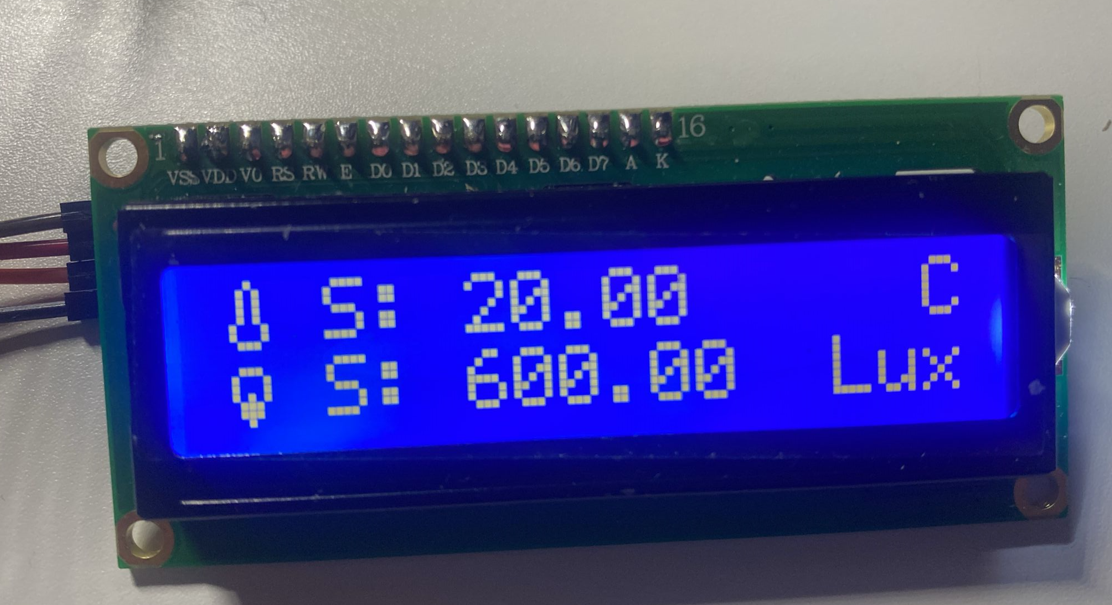 1 VSS VDD V0 RS RW E D0 D1 D2 D3 D4 D5 D6 D7 A K 16
S: 20.00 C
S: 600.00 Lux